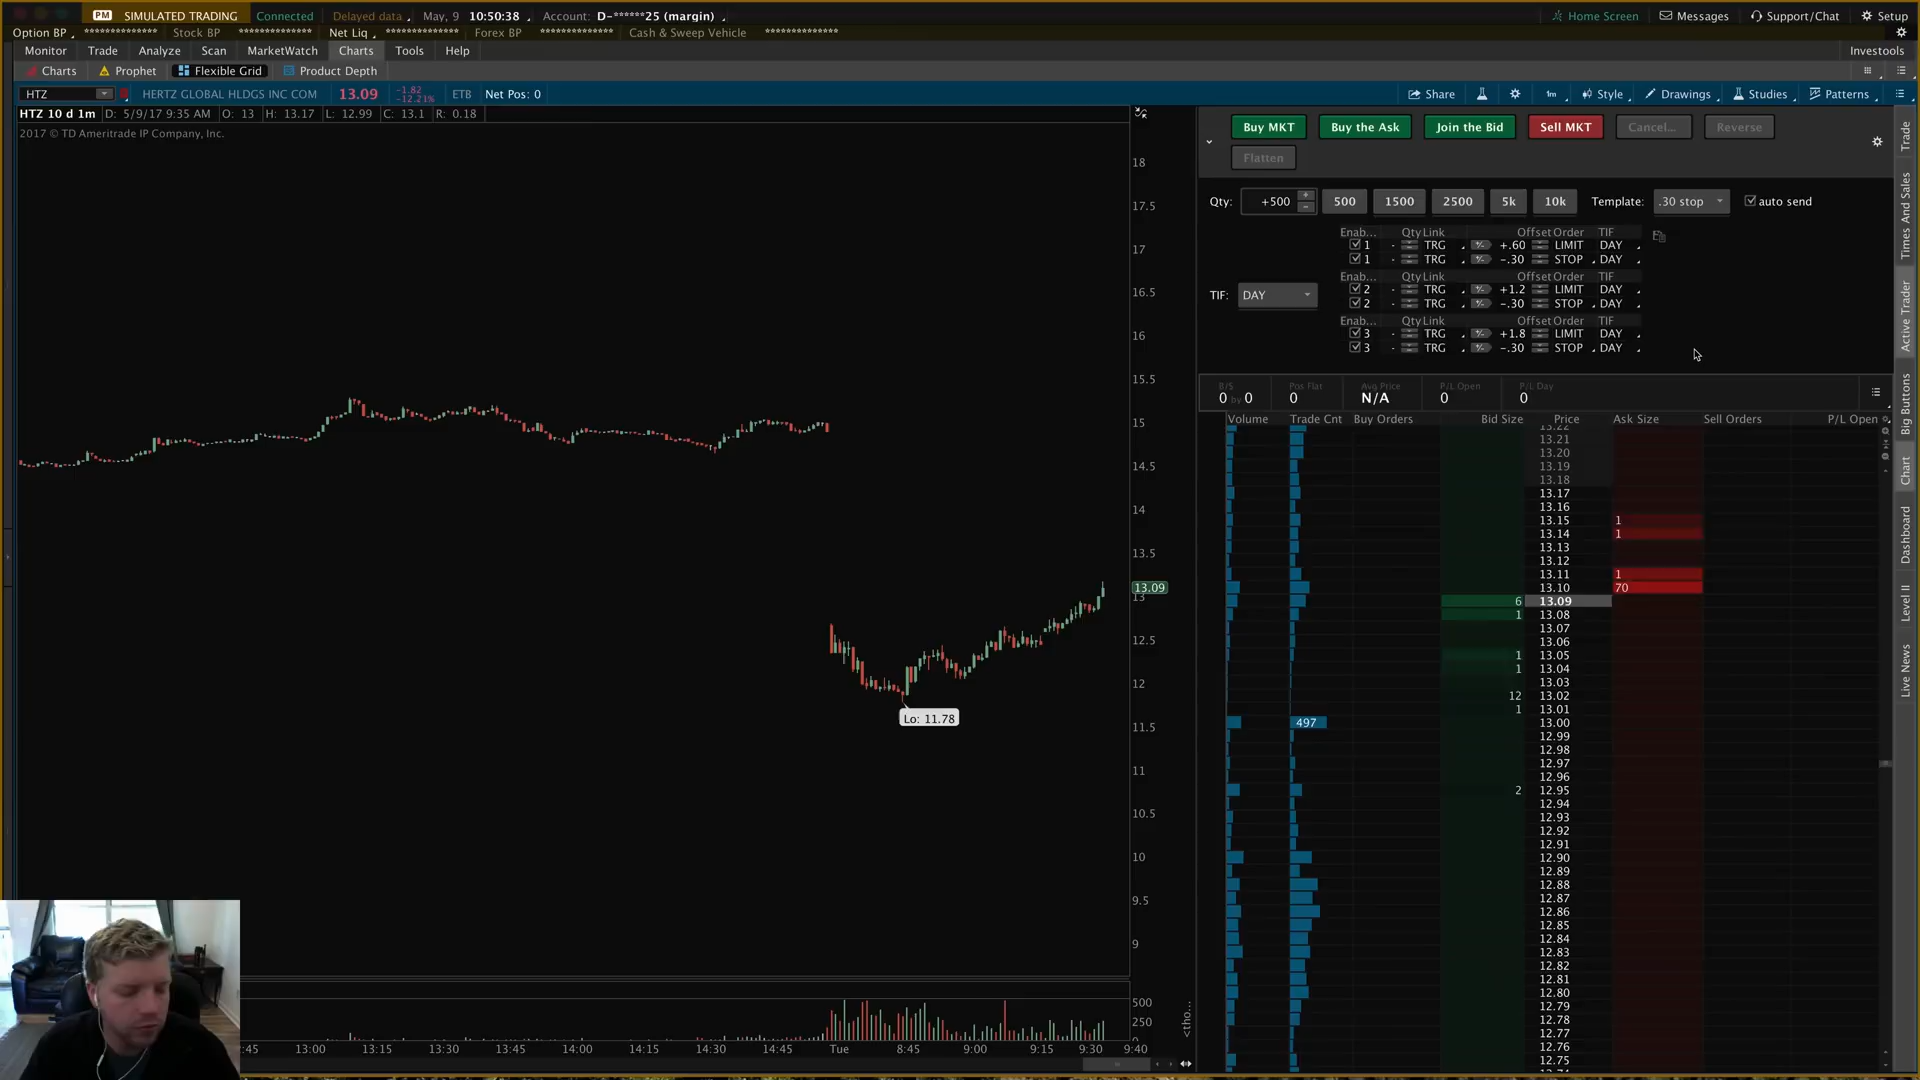 PM SIMULATED TRADING Connected Delayed data May, 9 10:50:38 Account: D-******25 (margin) Home Screen Messages Support/Chat Setup
Option BP ************** Stock BP ************** Net Liq ************** Forex BP ************** Cash & Sweep Vehicle **************
Monitor Trade Analyze Scan MarketWatch Charts Tools Help Investools
Charts Prophet Flexible Grid Product Depth
HTZ HERTZ GLOBAL HLDGS INC COM 13.09 -1.82 -12.21% ETB Net Pos: 0 Share 1m Style Drawings Studies Patterns
HTZ 10 d 1m D: 5/9/17 9:35 AM O: 13 H: 13.17 L: 12.99 C: 13.1 R: 0.18
2017 © TD Ameritrade IP Company, Inc.
18
17.5
17
16.5
16
15.5
15
14.5
14
13.5
13.09
13
12.5
12
11.5
11
10.5
10
9.5
9
Lo: 11.78
500
250
<tho...
:45 13:00 13:15 13:30 13:45 14:00 14:15 14:30 14:45 Tue 8:45 9:00 9:15 9:30 9:40
Buy MKT Buy the Ask Join the Bid Sell MKT Cancel... Reverse
Flatten
Qty: +500 500 1500 2500 5k 10k Template: .30 stop auto send
Enab... Qty Link Offset Order TIF
1 - TRG +.60 LIMIT DAY
1 - TRG -.30 STOP DAY
Enab... Qty Link Offset Order TIF
TIF: DAY
2 - TRG +1.2 LIMIT DAY
2 - TRG -.30 STOP DAY
Enab... Qty Link Offset Order TIF
3 - TRG +1.8 LIMIT DAY
3 - TRG -.30 STOP DAY
B/S Pos Flat Avg Price P/L Open P/L Day
0 by 0 0 N/A 0 0
Volume Trade Cnt Buy Orders Bid Size Price Ask Size Sell Orders P/L Open
13.22
13.21
13.20
13.19
13.18
13.17
13.16
13.15 1
13.14 1
13.13
13.12
13.11 1
13.10 70
6 13.09
1 13.08
13.07
13.06
1 13.05
1 13.04
13.03
12 13.02
1 13.01
497 13.00
12.99
12.98
12.97
12.96
2 12.95
12.94
12.93
12.92
12.91
12.90
12.89
12.88
12.87
12.86
12.85
12.84
12.83
12.82
12.81
12.80
12.79
12.78
12.77
12.76
12.75
Trade
Times And Sales
Active Trader
Big Buttons
Chart
Dashboard
Level II
Live News